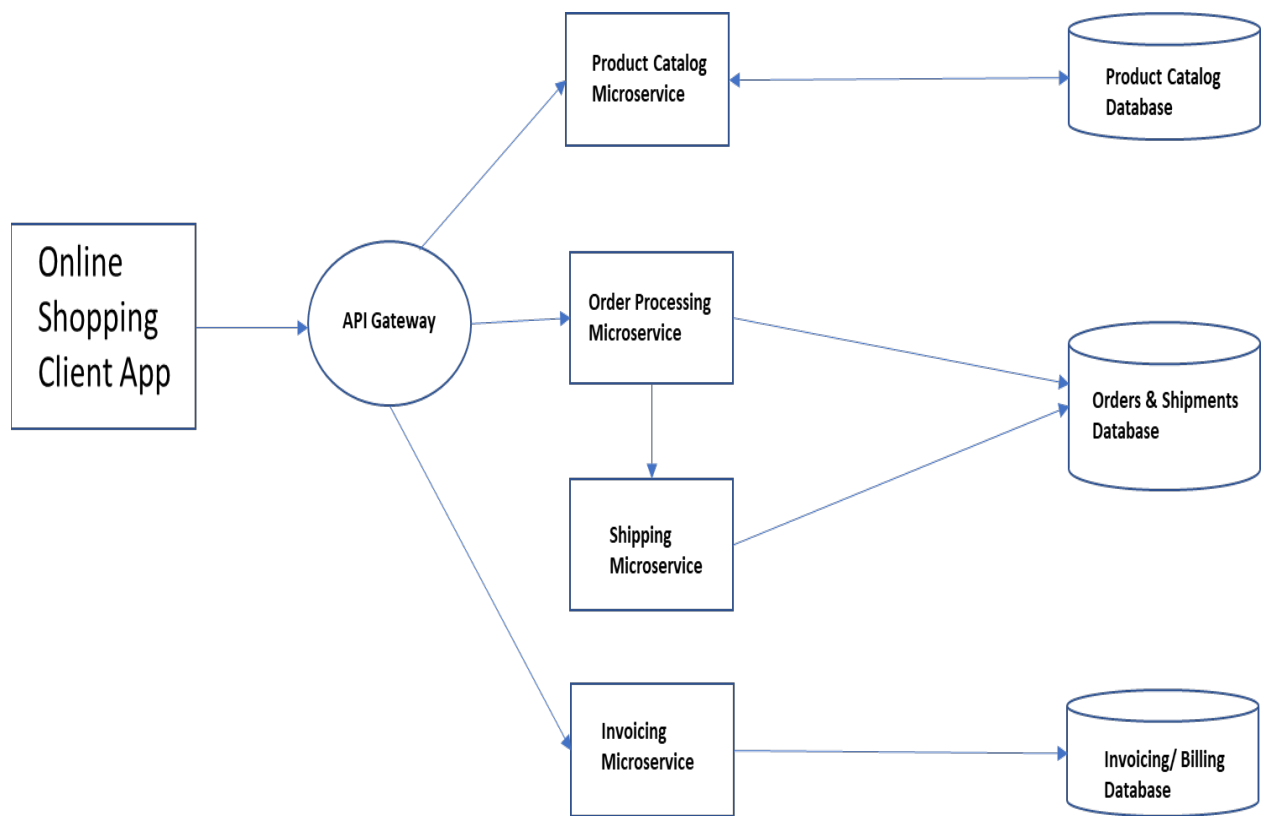 Product Catalog
Microservice
Product Catalog
Database
Online
Shopping
Client App
API Gateway
Order Processing
Microservice
Orders & Shipments
Database
Shipping
Microservice
Invoicing
Microservice
Invoicing/ Billing
Database